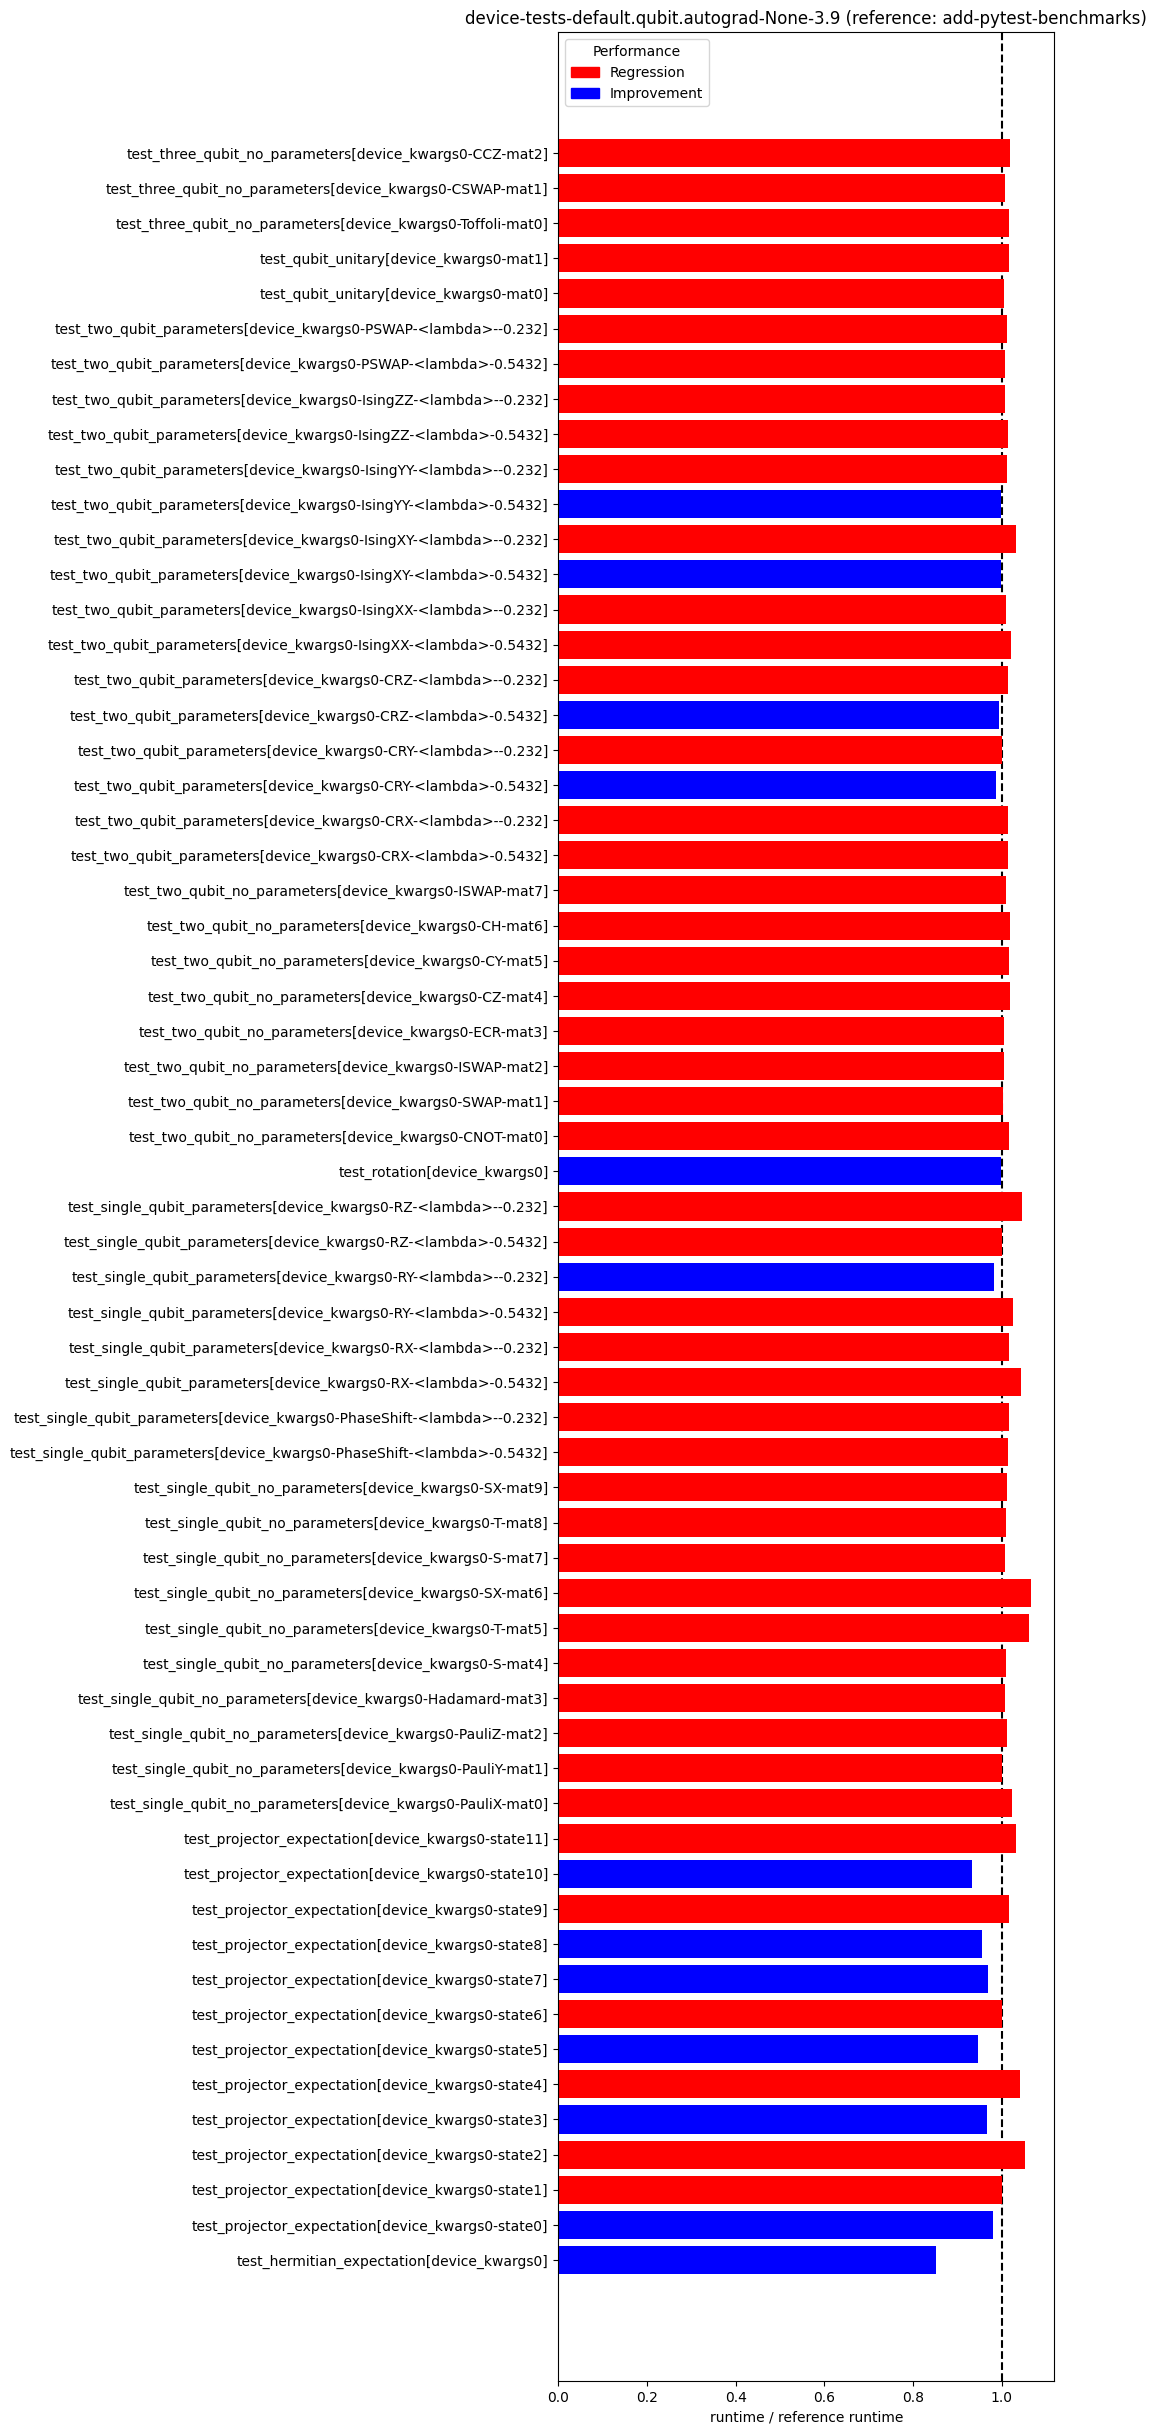 device-tests-default.qubit.autograd-None-3.9 (reference: add-pytest-benchmarks)
Performance
Regression
Improvement
test_three_qubit_no_parameters[device_kwargs0-CCZ-mat2]
test_three_qubit_no_parameters[device_kwargs0-CSWAP-mat1]
test_three_qubit_no_parameters[device_kwargs0-Toffoli-mat0]
test_qubit_unitary[device_kwargs0-mat1]
test_qubit_unitary[device_kwargs0-mat0]
test_two_qubit_parameters[device_kwargs0-PSWAP-<lambda>--0.232]
test_two_qubit_parameters[device_kwargs0-PSWAP-<lambda>-0.5432]
test_two_qubit_parameters[device_kwargs0-IsingZZ-<lambda>--0.232]
test_two_qubit_parameters[device_kwargs0-IsingZZ-<lambda>-0.5432]
test_two_qubit_parameters[device_kwargs0-IsingYY-<lambda>--0.232]
test_two_qubit_parameters[device_kwargs0-IsingYY-<lambda>-0.5432]
test_two_qubit_parameters[device_kwargs0-IsingXY-<lambda>--0.232]
test_two_qubit_parameters[device_kwargs0-IsingXY-<lambda>-0.5432]
test_two_qubit_parameters[device_kwargs0-IsingXX-<lambda>--0.232]
test_two_qubit_parameters[device_kwargs0-IsingXX-<lambda>-0.5432]
test_two_qubit_parameters[device_kwargs0-CRZ-<lambda>--0.232]
test_two_qubit_parameters[device_kwargs0-CRZ-<lambda>-0.5432]
test_two_qubit_parameters[device_kwargs0-CRY-<lambda>--0.232]
test_two_qubit_parameters[device_kwargs0-CRY-<lambda>-0.5432]
test_two_qubit_parameters[device_kwargs0-CRX-<lambda>--0.232]
test_two_qubit_parameters[device_kwargs0-CRX-<lambda>-0.5432]
test_two_qubit_no_parameters[device_kwargs0-ISWAP-mat7]
test_two_qubit_no_parameters[device_kwargs0-CH-mat6]
test_two_qubit_no_parameters[device_kwargs0-CY-mat5]
test_two_qubit_no_parameters[device_kwargs0-CZ-mat4]
test_two_qubit_no_parameters[device_kwargs0-ECR-mat3]
test_two_qubit_no_parameters[device_kwargs0-ISWAP-mat2]
test_two_qubit_no_parameters[device_kwargs0-SWAP-mat1]
test_two_qubit_no_parameters[device_kwargs0-CNOT-mat0]
test_rotation[device_kwargs0]
test_single_qubit_parameters[device_kwargs0-RZ-<lambda>--0.232]
test_single_qubit_parameters[device_kwargs0-RZ-<lambda>-0.5432]
test_single_qubit_parameters[device_kwargs0-RY-<lambda>--0.232]
test_single_qubit_parameters[device_kwargs0-RY-<lambda>-0.5432]
test_single_qubit_parameters[device_kwargs0-RX-<lambda>--0.232]
test_single_qubit_parameters[device_kwargs0-RX-<lambda>-0.5432]
test_single_qubit_parameters[device_kwargs0-PhaseShift-<lambda>--0.232]
test_single_qubit_parameters[device_kwargs0-PhaseShift-<lambda>-0.5432]
test_single_qubit_no_parameters[device_kwargs0-SX-mat9]
test_single_qubit_no_parameters[device_kwargs0-T-mat8]
test_single_qubit_no_parameters[device_kwargs0-S-mat7]
test_single_qubit_no_parameters[device_kwargs0-SX-mat6]
test_single_qubit_no_parameters[device_kwargs0-T-mat5]
test_single_qubit_no_parameters[device_kwargs0-S-mat4]
test_single_qubit_no_parameters[device_kwargs0-Hadamard-mat3]
test_single_qubit_no_parameters[device_kwargs0-PauliZ-mat2]
test_single_qubit_no_parameters[device_kwargs0-PauliY-mat1]
test_single_qubit_no_parameters[device_kwargs0-PauliX-mat0]
test_projector_expectation[device_kwargs0-state11]
test_projector_expectation[device_kwargs0-state10]
test_projector_expectation[device_kwargs0-state9]
test_projector_expectation[device_kwargs0-state8]
test_projector_expectation[device_kwargs0-state7]
test_projector_expectation[device_kwargs0-state6]
test_projector_expectation[device_kwargs0-state5]
test_projector_expectation[device_kwargs0-state4]
test_projector_expectation[device_kwargs0-state3]
test_projector_expectation[device_kwargs0-state2]
test_projector_expectation[device_kwargs0-state1]
test_projector_expectation[device_kwargs0-state0]
test_hermitian_expectation[device_kwargs0]
0.0 0.2 0.4 0.6 0.8 1.0
runtime / reference runtime